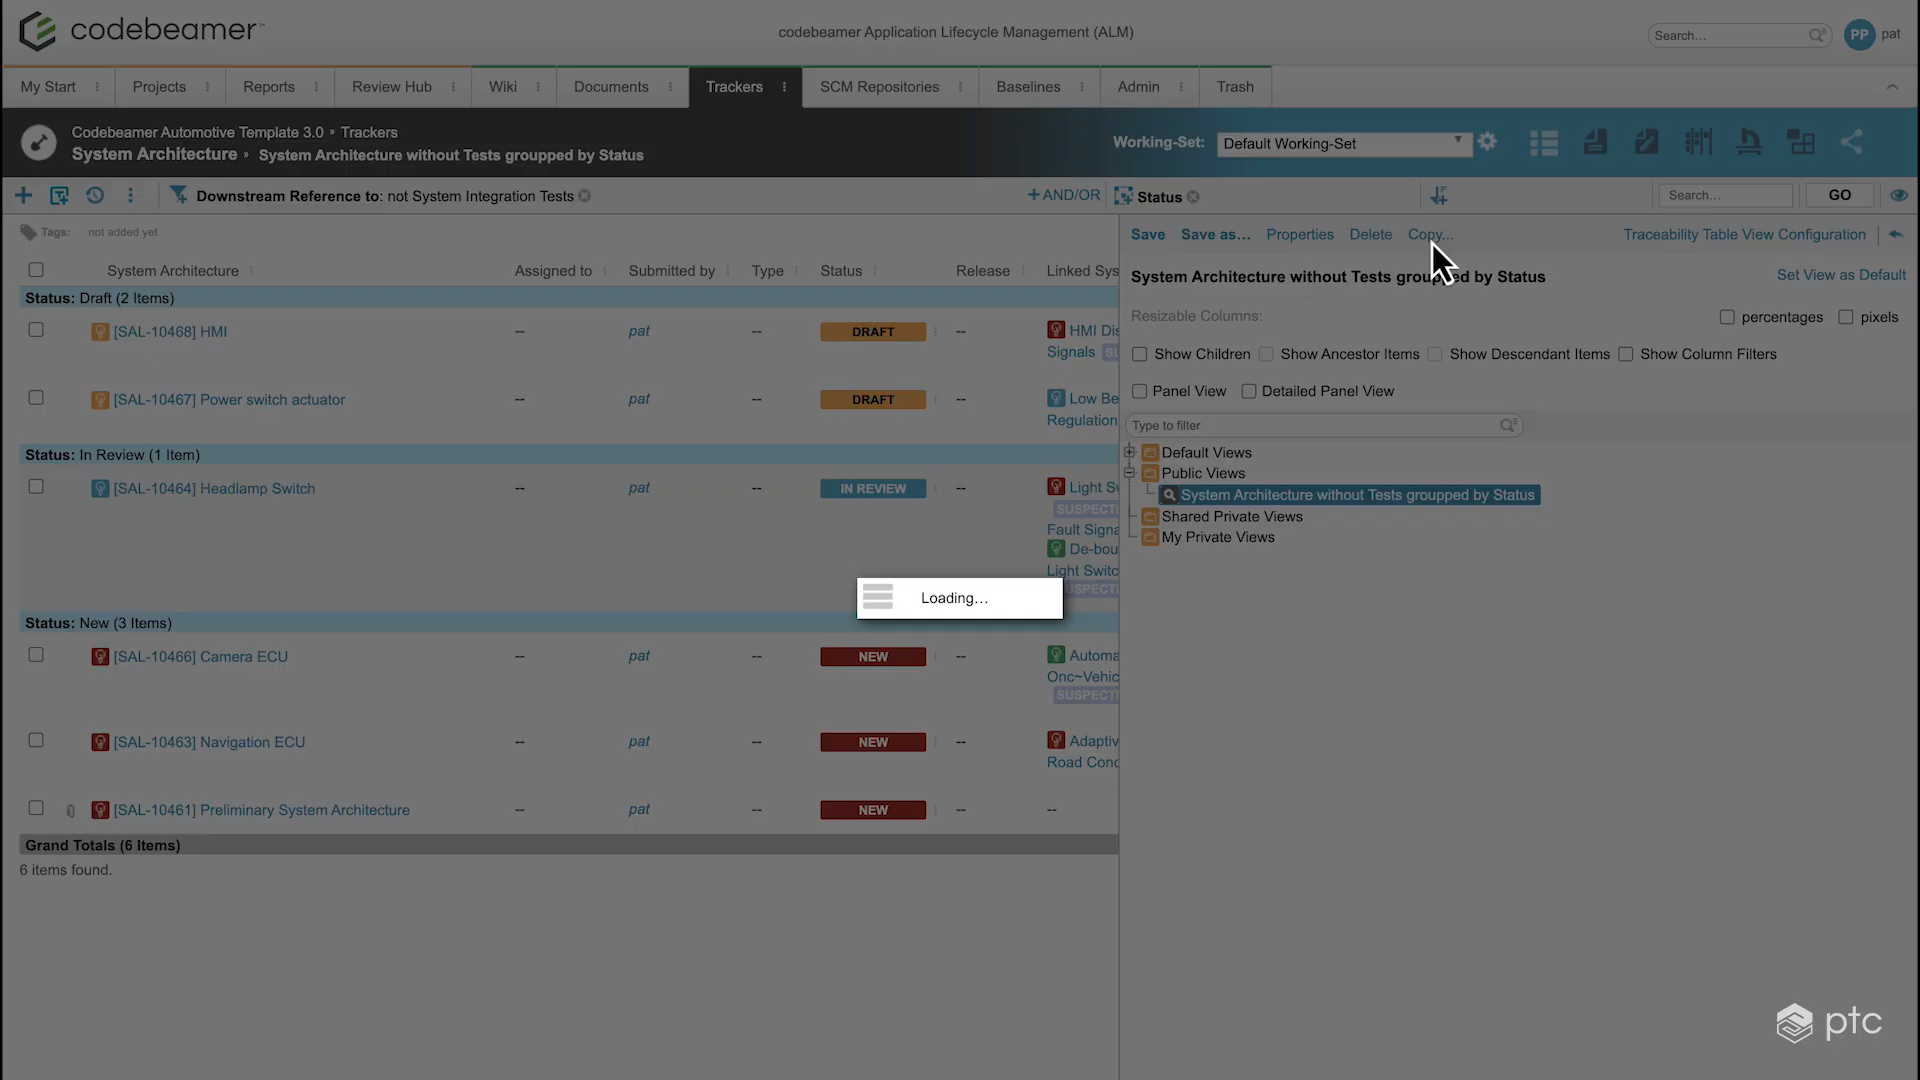 codebeamer
codebeamer Application Lifecycle Management (ALM)
Search...
PP
pat
My Start
Projects
Reports
Review Hub
Wiki
Documents
Trackers
SCM Repositories
Baselines
Admin
Trash
Codebeamer Automotive Template 3.0 • Trackers
System Architecture • System Architecture without Tests groupped by Status
Working-Set:
Default Working-Set
Downstream Reference to: not System Integration Tests
+AND/OR
Status
Search...
GO
Tags: not added yet
Save
Save as...
Properties
Delete
Copy...
Traceability Table View Configuration
System Architecture
Assigned to
Submitted by
Type
Status
Release
Linked Sys
System Architecture without Tests groupped by Status
Set View as Default
Status: Draft (2 Items)
Resizable Columns:
percentages
pixels
[SAL-10468] HMI
--
pat
--
DRAFT
--
HMI Dis
Signals
SU
Show Children
Show Ancestor Items
Show Descendant Items
Show Column Filters
Panel View
Detailed Panel View
[SAL-10467] Power switch actuator
--
pat
--
DRAFT
--
Low Be
Regulation
Type to filter
Default Views
Public Views
System Architecture without Tests groupped by Status
Shared Private Views
My Private Views
Status: In Review (1 Item)
[SAL-10464] Headlamp Switch
--
pat
--
IN REVIEW
--
Light Sw
SUSPECT
Fault Signa
De-bou
Light Switc
Loading...
Status: New (3 Items)
[SAL-10466] Camera ECU
--
pat
--
NEW
--
Automa
Onc~Vehic
SUSPECT
[SAL-10463] Navigation ECU
--
pat
--
NEW
--
Adaptiv
Road Conc
[SAL-10461] Preliminary System Architecture
--
pat
--
NEW
--
--
Grand Totals (6 Items)
6 items found.
ptc